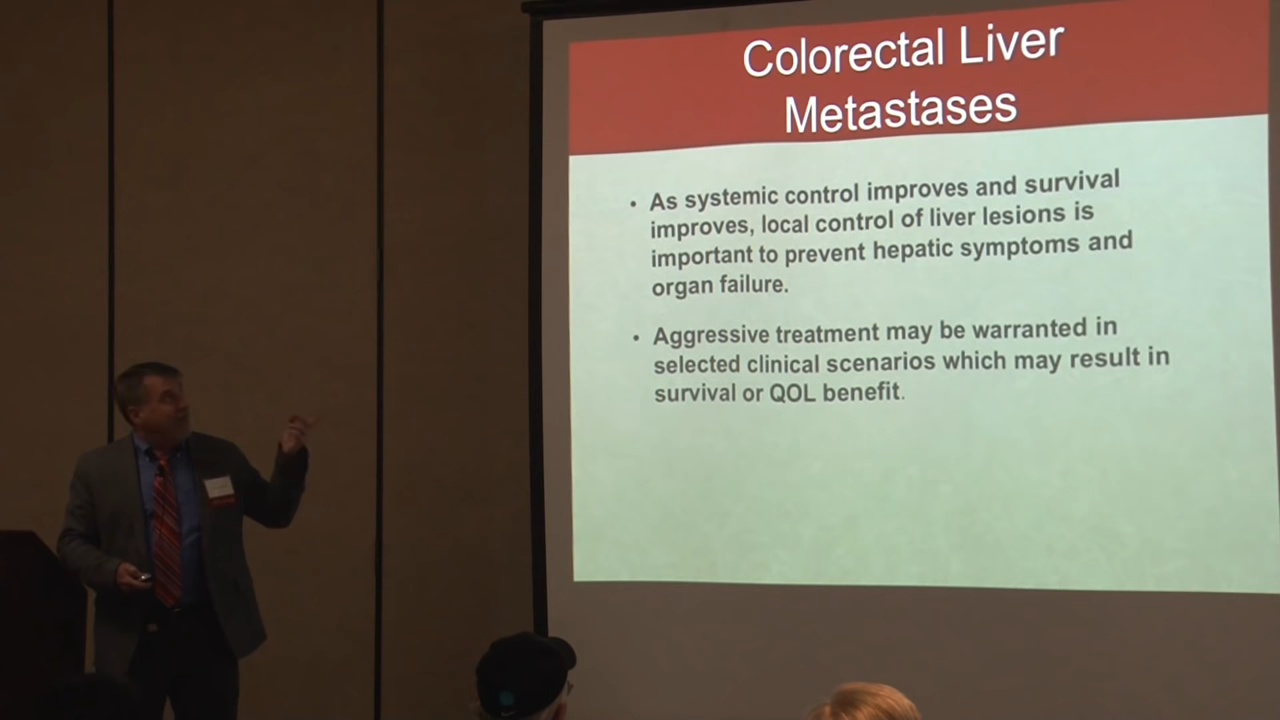 Colorectal Liver
Metastases
• As systemic control improves and survival
improves, local control of liver lesions is
important to prevent hepatic symptoms and
organ failure.
• Aggressive treatment may be warranted in
selected clinical scenarios which may result in
survival or QOL benefit.